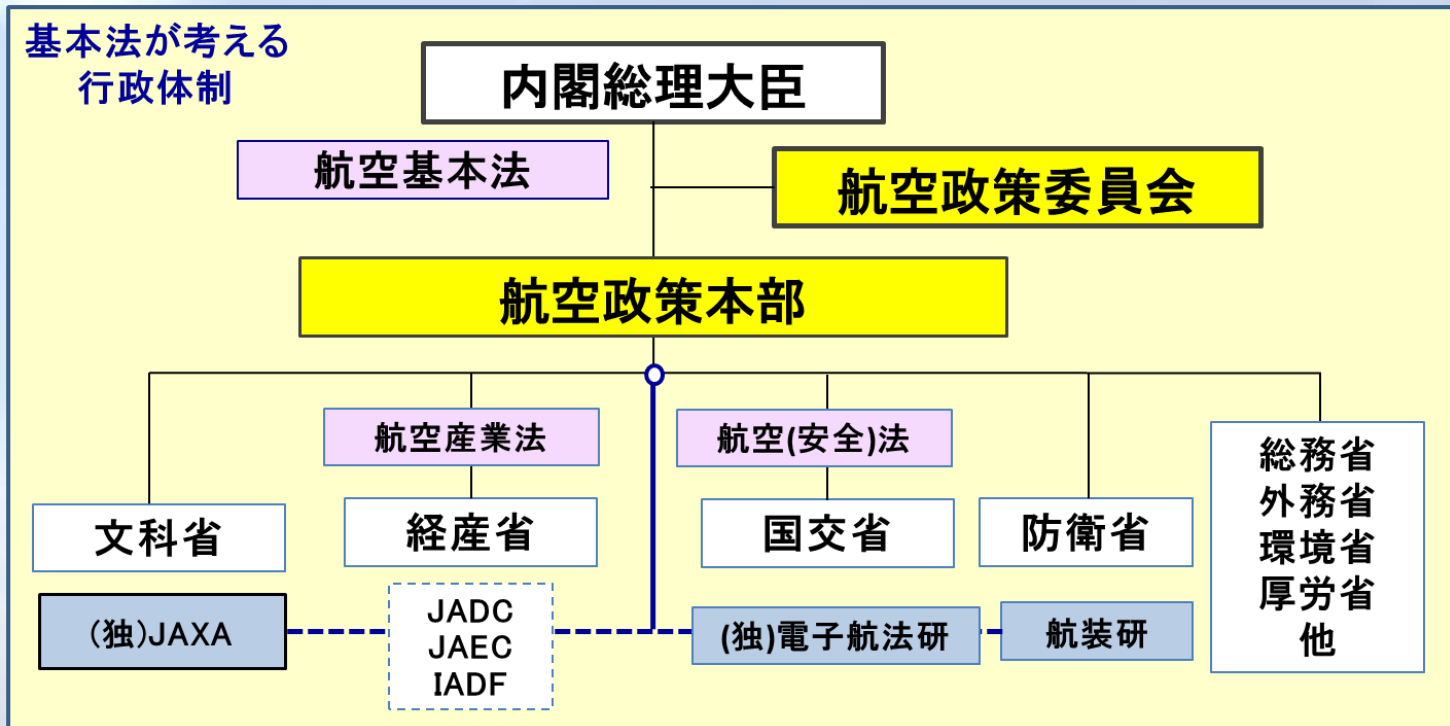 基本法が考える
行政体制
内閣総理大臣
航空基本法
航空政策委員会
航空政策本部
航空産業法
航空(安全)法
文科省
経産省
国交省
防衛省
総務省
外務省
環境省
厚労省
他
(独)JAXA
JADC
JAEC
IADF
(独)電子航法研
航装研